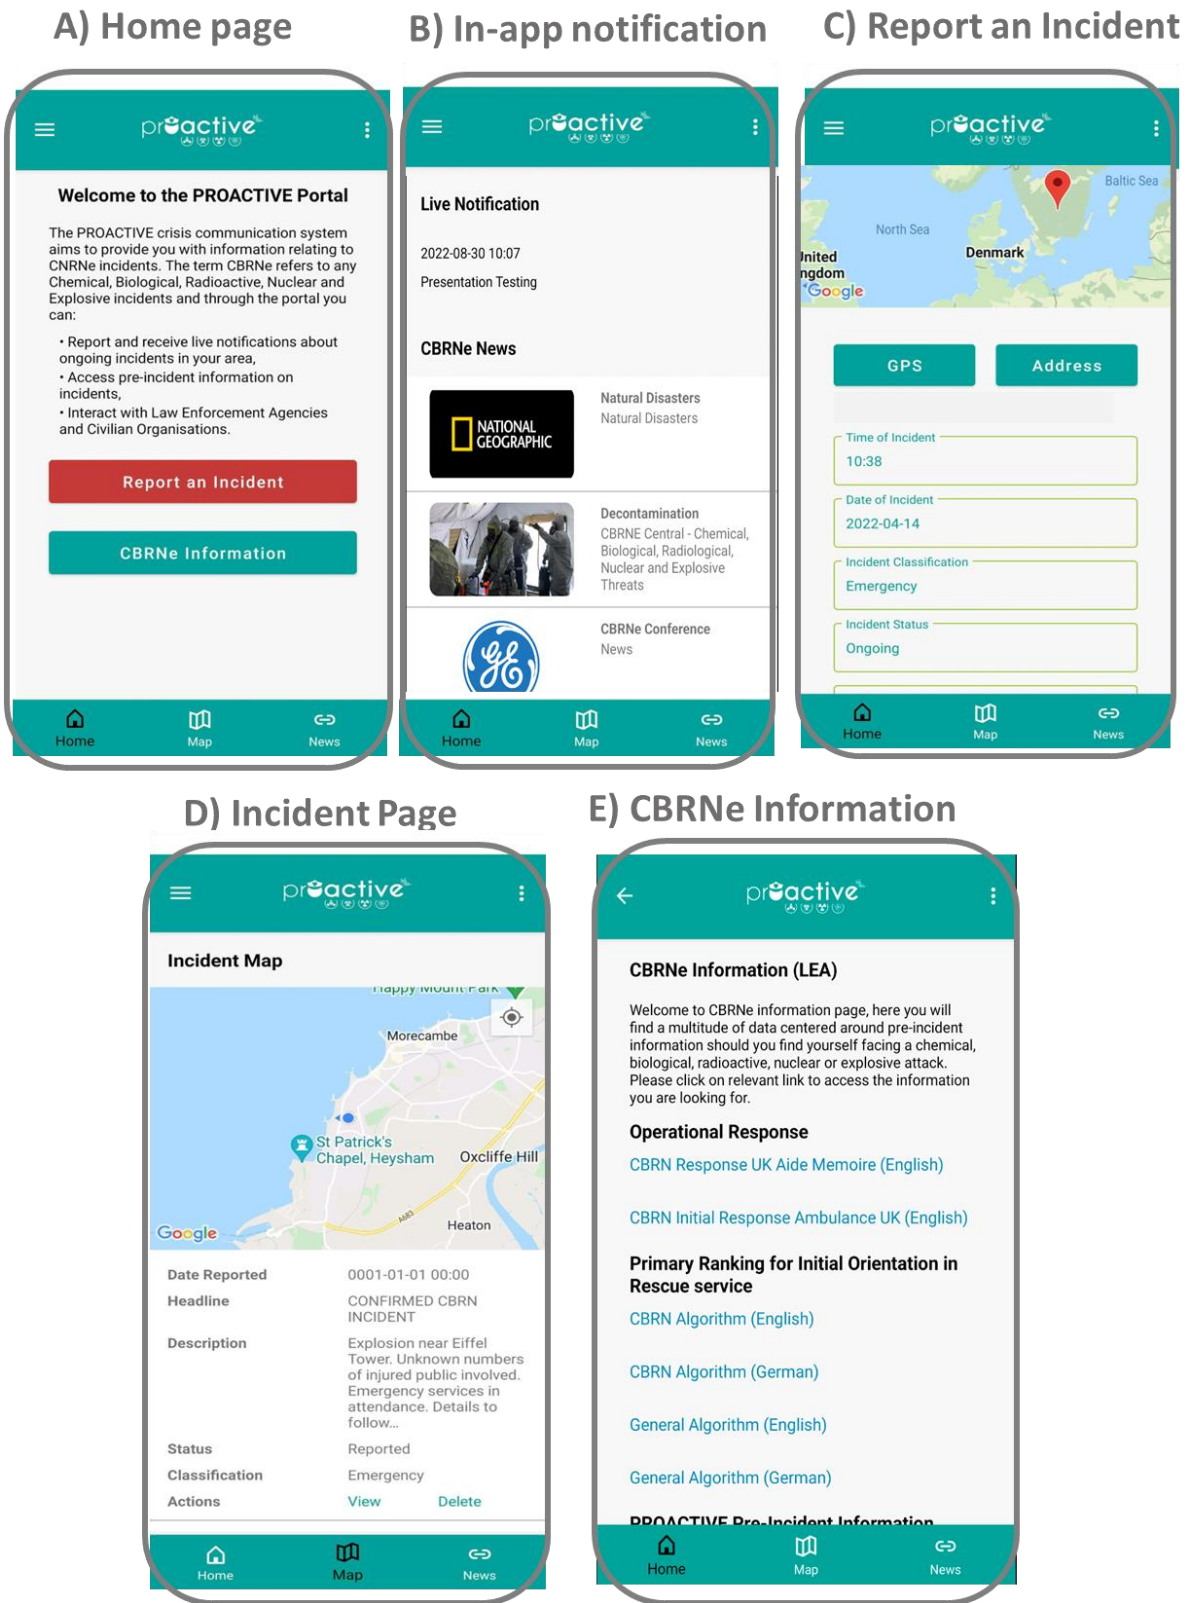 A) Home page
B) In-app notification
C) Report an Incident
proactive
Welcome to the PROACTIVE Portal
The PROACTIVE crisis communication system
aims to provide you with information relating to
CNRNe incidents. The term CBRNe refers to any
Chemical, Biological, Radioactive, Nuclear and
Explosive incidents and through the portal you
can:
• Report and receive live notifications about
ongoing incidents in your area,
• Access pre-incident information on
incidents,
• Interact with Law Enforcement Agencies
and Civilian Organisations.
Report an Incident
CBRNe Information
Home
Map
News
proactive
Live Notification
2022-08-30 10:07
Presentation Testing
CBRNe News
NATIONAL
GEOGRAPHIC
Natural Disasters
Natural Disasters
Decontamination
CBRNE Central - Chemical,
Biological, Radiological,
Nuclear and Explosive
Threats
GE
CBRNe Conference
News
Home
Map
News
proactive
Baltic Sea
North Sea
Denmark
United
ngdom
Google
GPS
Address
Time of Incident
10:38
Date of Incident
2022-04-14
Incident Classification
Emergency
Incident Status
Ongoing
Home
Map
News
D) Incident Page
E) CBRNe Information
proactive
Incident Map
Happy Mount Park
Morecambe
St Patrick's
Chapel, Heysham
Oxcliffe Hill
A683
Heaton
Google
Date Reported 0001-01-01 00:00
Headline CONFIRMED CBRN
INCIDENT
Description Explosion near Eiffel
Tower. Unknown numbers
of injured public involved.
Emergency services in
attendance. Details to
follow...
Status Reported
Classification Emergency
Actions View Delete
Home
Map
News
proactive
CBRNe Information (LEA)
Welcome to CBRNe information page, here you will
find a multitude of data centered around pre-incident
information should you find yourself facing a chemical,
biological, radioactive, nuclear or explosive attack.
Please click on relevant link to access the information
you are looking for.
Operational Response
CBRN Response UK Aide Memoire (English)
CBRN Initial Response Ambulance UK (English)
Primary Ranking for Initial Orientation in
Rescue service
CBRN Algorithm (English)
CBRN Algorithm (German)
General Algorithm (English)
General Algorithm (German)
PROACTIVE Pre-Incident Information
Home
Map
News